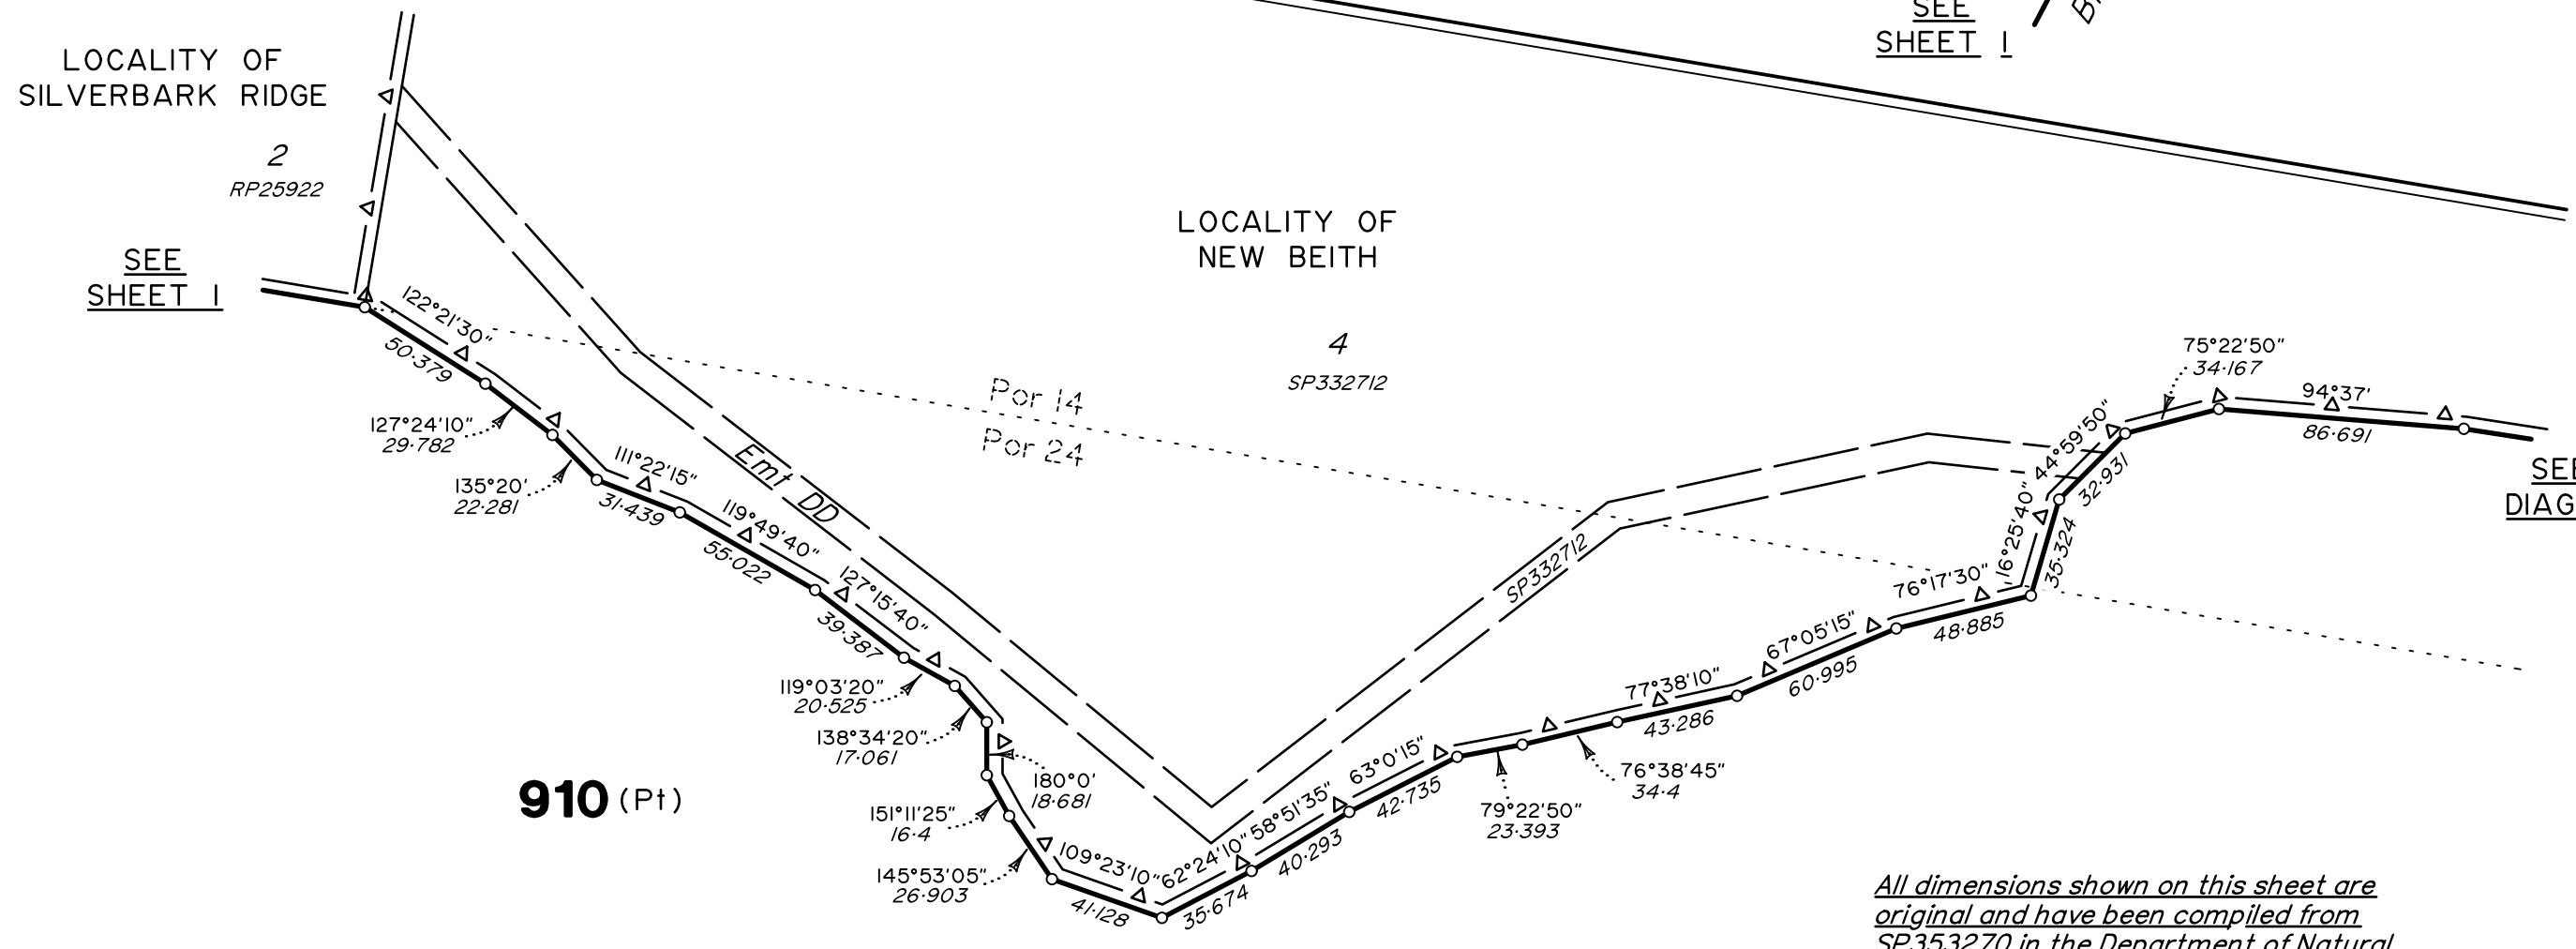 SEE
SHEET 1
LOCALITY OF
SILVERBARK RIDGE
2
RP25922
LOCALITY OF
NEW BEITH
SEE
SHEET 1
4
SP332712
Por 14
Por 24
Emt DD
SP332712
122°21'30"
50·379
127°24'10"
29·782
135°20'
22·281
111°22'15"
31·439
119°49'40"
55·022
127°15'40"
39·387
119°03'20"
20·525
138°34'20"
17·061
180°0'
18·681
151°11'25"
16·4
145°53'05"
26·903
109°23'10"
41·128
62°24'10"
35·674
58°51'35"
40·293
63°0'15"
42·735
79°22'50"
23·393
76°38'45"
34·4
77°38'10"
43·286
67°05'15"
60·995
76°17'30"
48·885
16°25'40"
35·324
44°59'50"
32·931
75°22'50"
34·167
94°37'
86·691
SEE
DIAG
910 (Pt)
All dimensions shown on this sheet are
original and have been compiled from
SP353270 in the Department of Natural